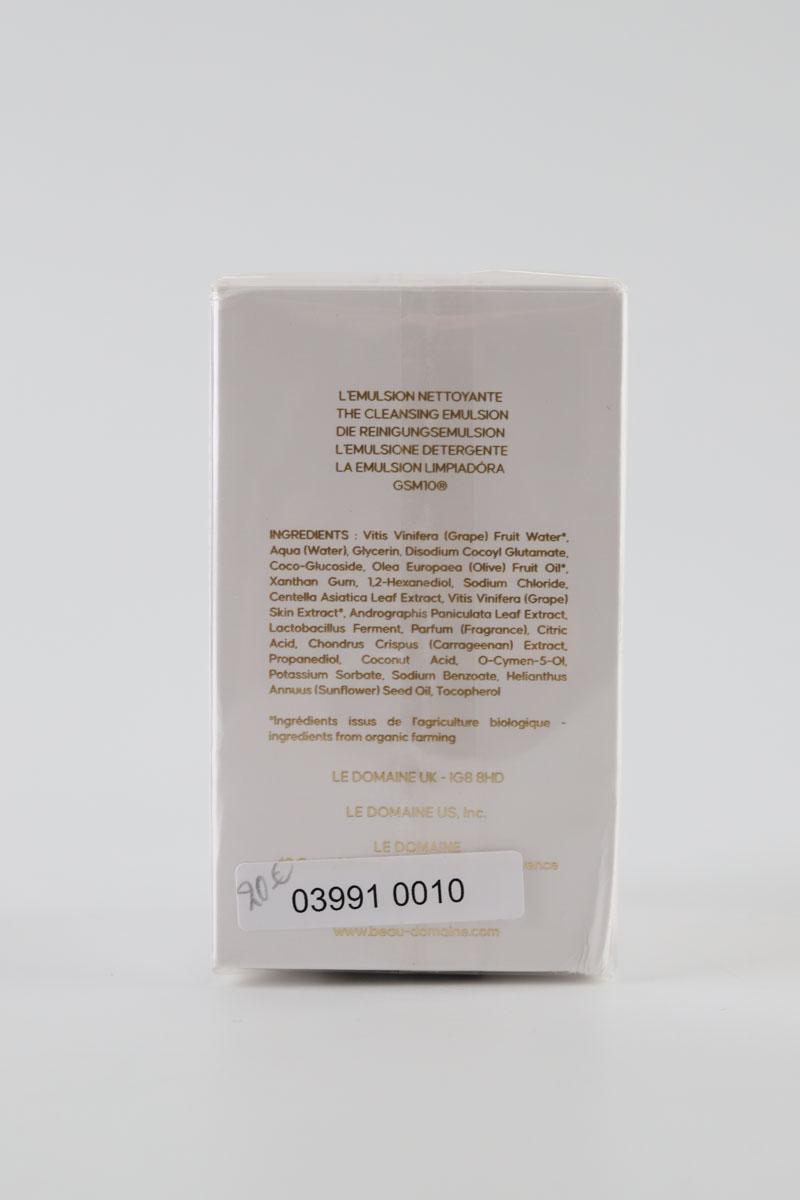 L'EMULSION NETTOYANTE
THE CLEANSING EMULSION
DIE REINIGUNGSEMULSION
L'EMULSIONE DETERGENTE
LA EMULSION LIMPIADÓRA
GSM10®
INGREDIENTS : Vitis Vinifera (Grape) Fruit Water*,
Aqua (Water), Glycerin, Disodium Cocoyl Glutamate,
Coco-Glucoside, Olea Europaea (Olive) Fruit Oil*,
Xanthan Gum, 1,2-Hexanediol, Sodium Chloride,
Centella Asiatica Leaf Extract, Vitis Vinifera (Grape)
Skin Extract*, Andrographis Paniculata Leaf Extract,
Lactobacillus Ferment, Parfum (Fragrance), Citric
Acid, Chondrus Crispus (Carrageenan) Extract,
Propanediol, Coconut Acid, O-Cymen-5-Ol,
Potassium Sorbate, Sodium Benzoate, Helianthus
Annuus (Sunflower) Seed Oil, Tocopherol
*Ingrédients issus de l'agriculture biologique -
ingredients from organic farming
LE DOMAINE UK - IG8 8HD
LE DOMAINE US, Inc.
LE DOMAINE
20€ 03991 0010
www.beau-domaine.com